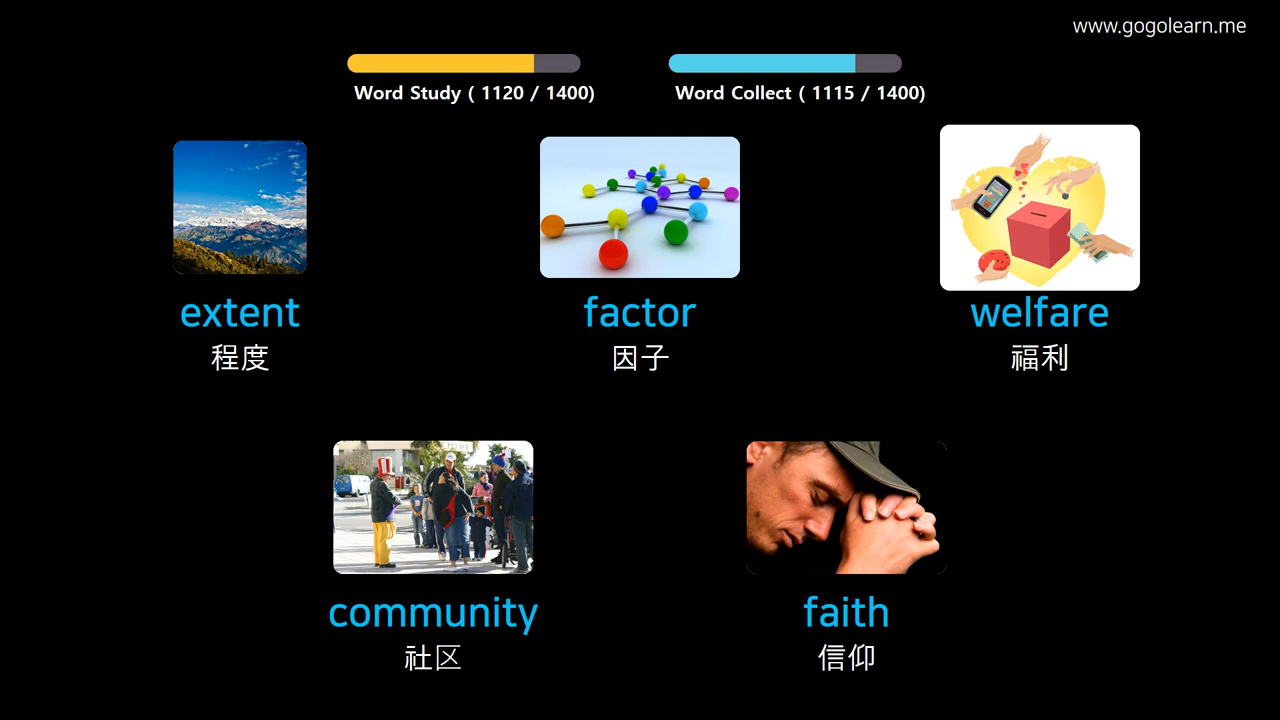 www.gogolearn.me
Word Study ( 1120 / 1400)
Word Collect ( 1115 / 1400)
extent
程度
factor
因子
welfare
福利
community
社区
faith
信仰